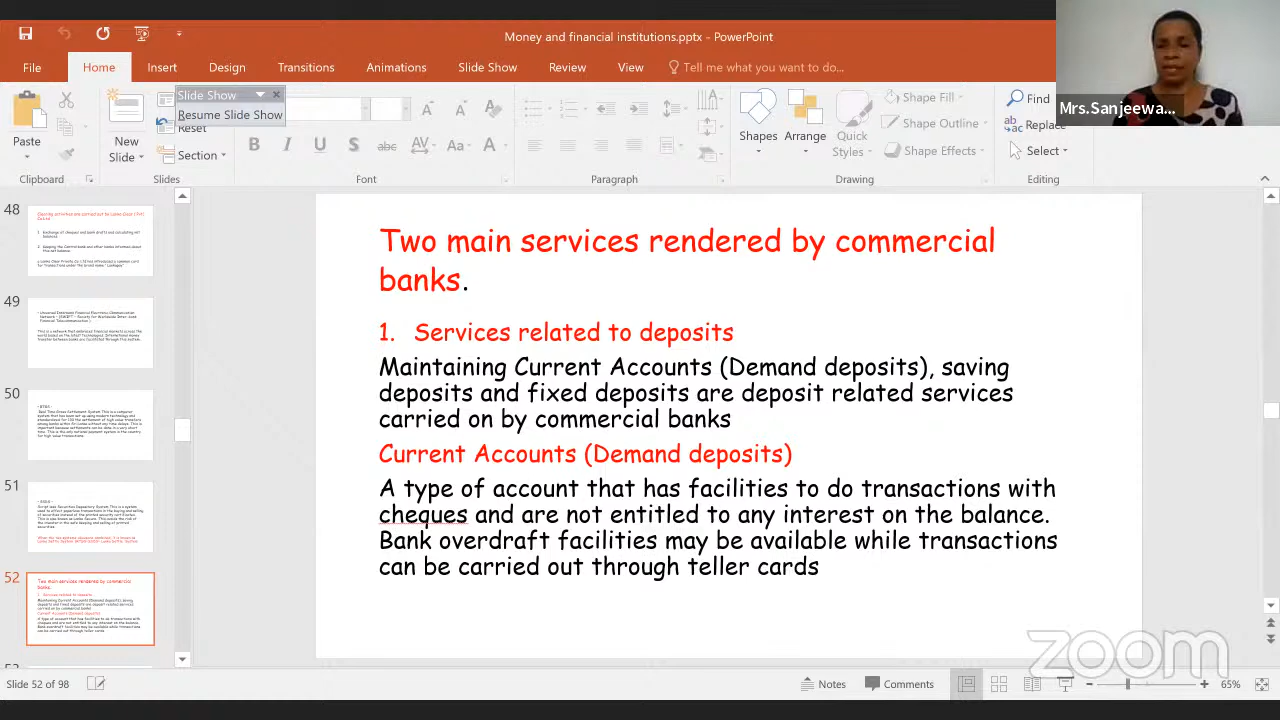 Money and financial institutions.pptx - PowerPoint
File Home Insert Design Transitions Animations Slide Show Review View Tell me what you want to do...
Slide Show
Resume Slide Show
Paste
New
Slide
Reset
Section
B I U S abc AV Aa A
Shapes
Arrange
Quick
Styles
Shape Fill
Shape Outline
Shape Effects
Find
Replace
Select
Clipboard Slides Font Paragraph Drawing Editing
Mrs.Sanjeewa...
48
49
50
51
52
Two main services rendered by commercial
banks.
1. Services related to deposits
Maintaining Current Accounts (Demand deposits), saving
deposits and fixed deposits are deposit related services
carried on by commercial banks
Current Accounts (Demand deposits)
A type of account that has facilities to do transactions with
cheques and are not entitled to any interest on the balance.
Bank overdraft facilities may be available while transactions
can be carried out through teller cards
zoom
Slide 52 of 98
Notes
Comments
65%